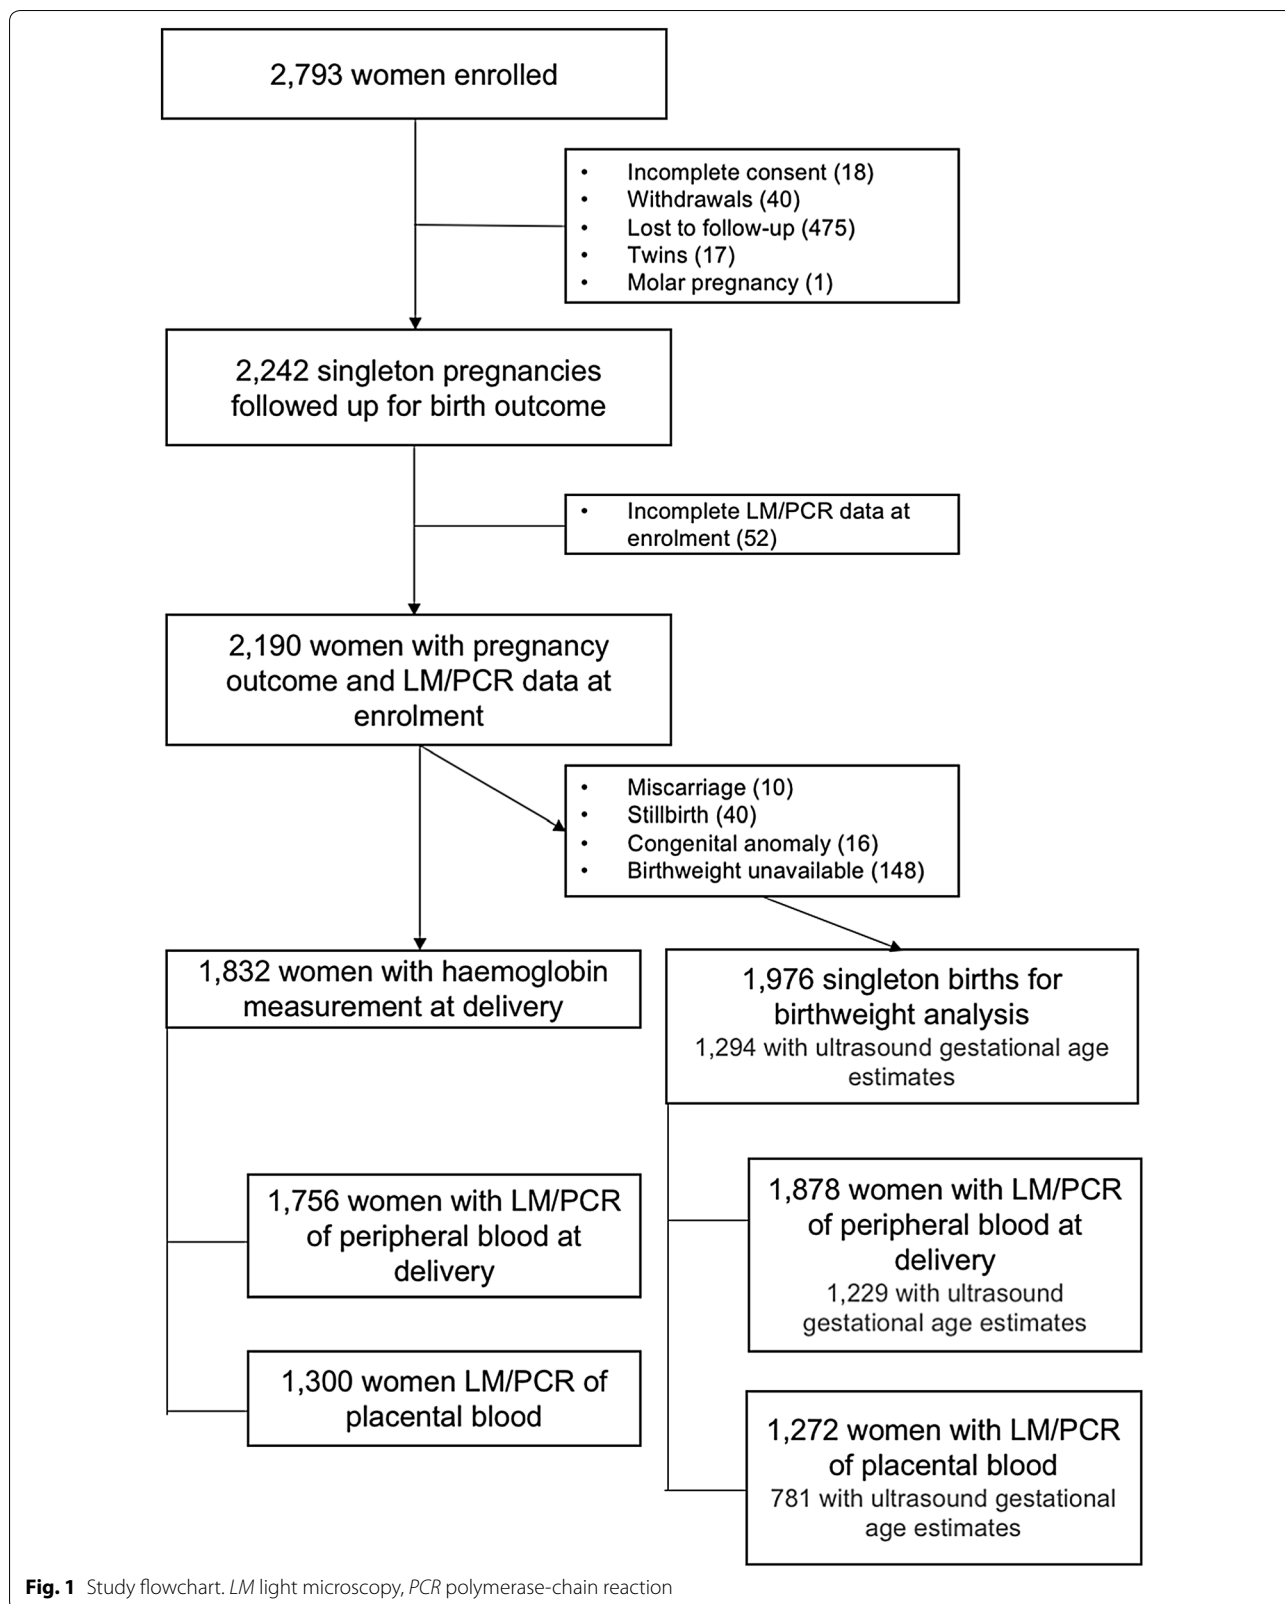 2,793 women enrolled
• Incomplete consent (18)
• Withdrawals (40)
• Lost to follow-up (475)
• Twins (17)
• Molar pregnancy (1)
2,242 singleton pregnancies
followed up for birth outcome
• Incomplete LM/PCR data at
enrolment (52)
2,190 women with pregnancy
outcome and LM/PCR data at
enrolment
• Miscarriage (10)
• Stillbirth (40)
• Congenital anomaly (16)
• Birthweight unavailable (148)
1,832 women with haemoglobin
measurement at delivery
1,976 singleton births for
birthweight analysis
1,294 with ultrasound gestational age
estimates
1,756 women with LM/PCR
of peripheral blood at
delivery
1,878 women with LM/PCR
of peripheral blood at
delivery
1,229 with ultrasound
gestational age estimates
1,300 women LM/PCR of
placental blood
1,272 women with LM/PCR
of placental blood
781 with ultrasound gestational
age estimates
Fig. 1 Study flowchart. LM light microscopy, PCR polymerase-chain reaction